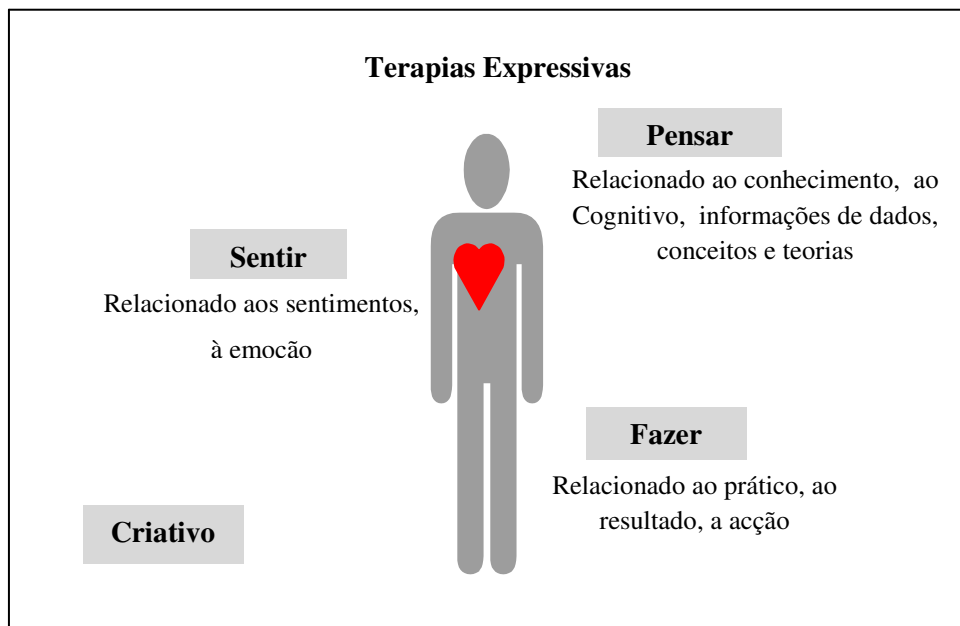 Terapias Expressivas
Pensar
Relacionado ao conhecimento, ao
Cognitivo, informações de dados,
conceitos e teorias
Sentir
Relacionado aos sentimentos,
à emocão
Fazer
Relacionado ao prático, ao
resultado, a acção
Criativo